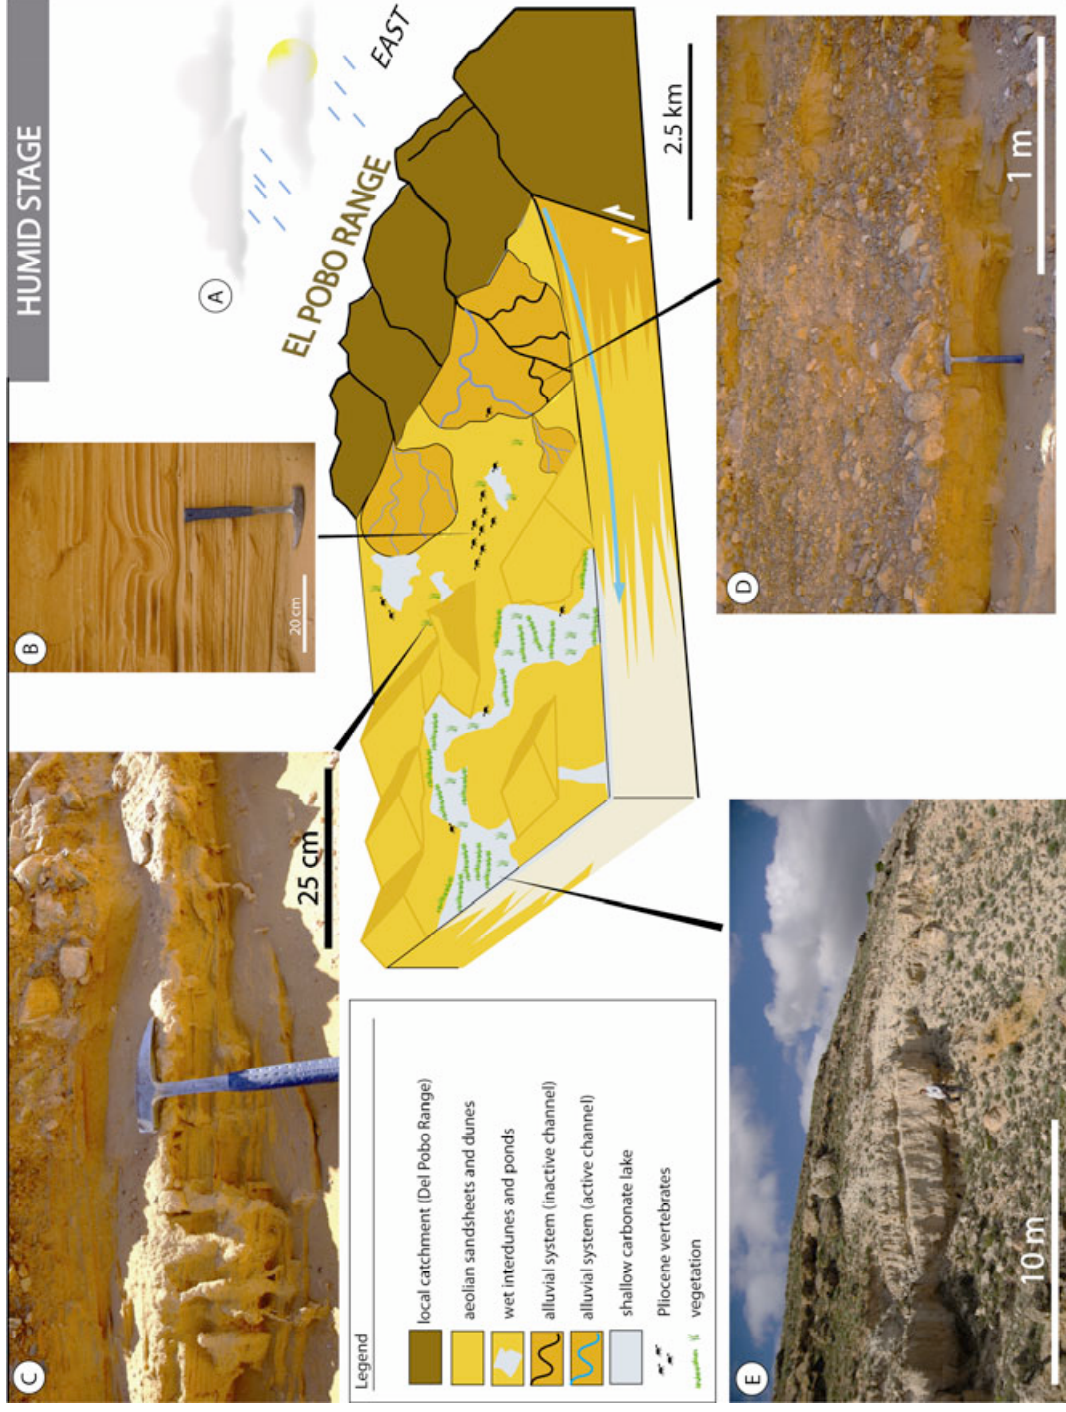 HUMID STAGE
C
B
A
EAST
EL POBO RANGE
25 cm
20 cm
2.5 km
Legend
local catchment (Del Pobo Range)
aeolian sandsheets and dunes
wet interdunes and ponds
alluvial system (inactive channel)
alluvial system (active channel)
shallow carbonate lake
Pliocene vertebrates
vegetation
E
10 m
D
1 m